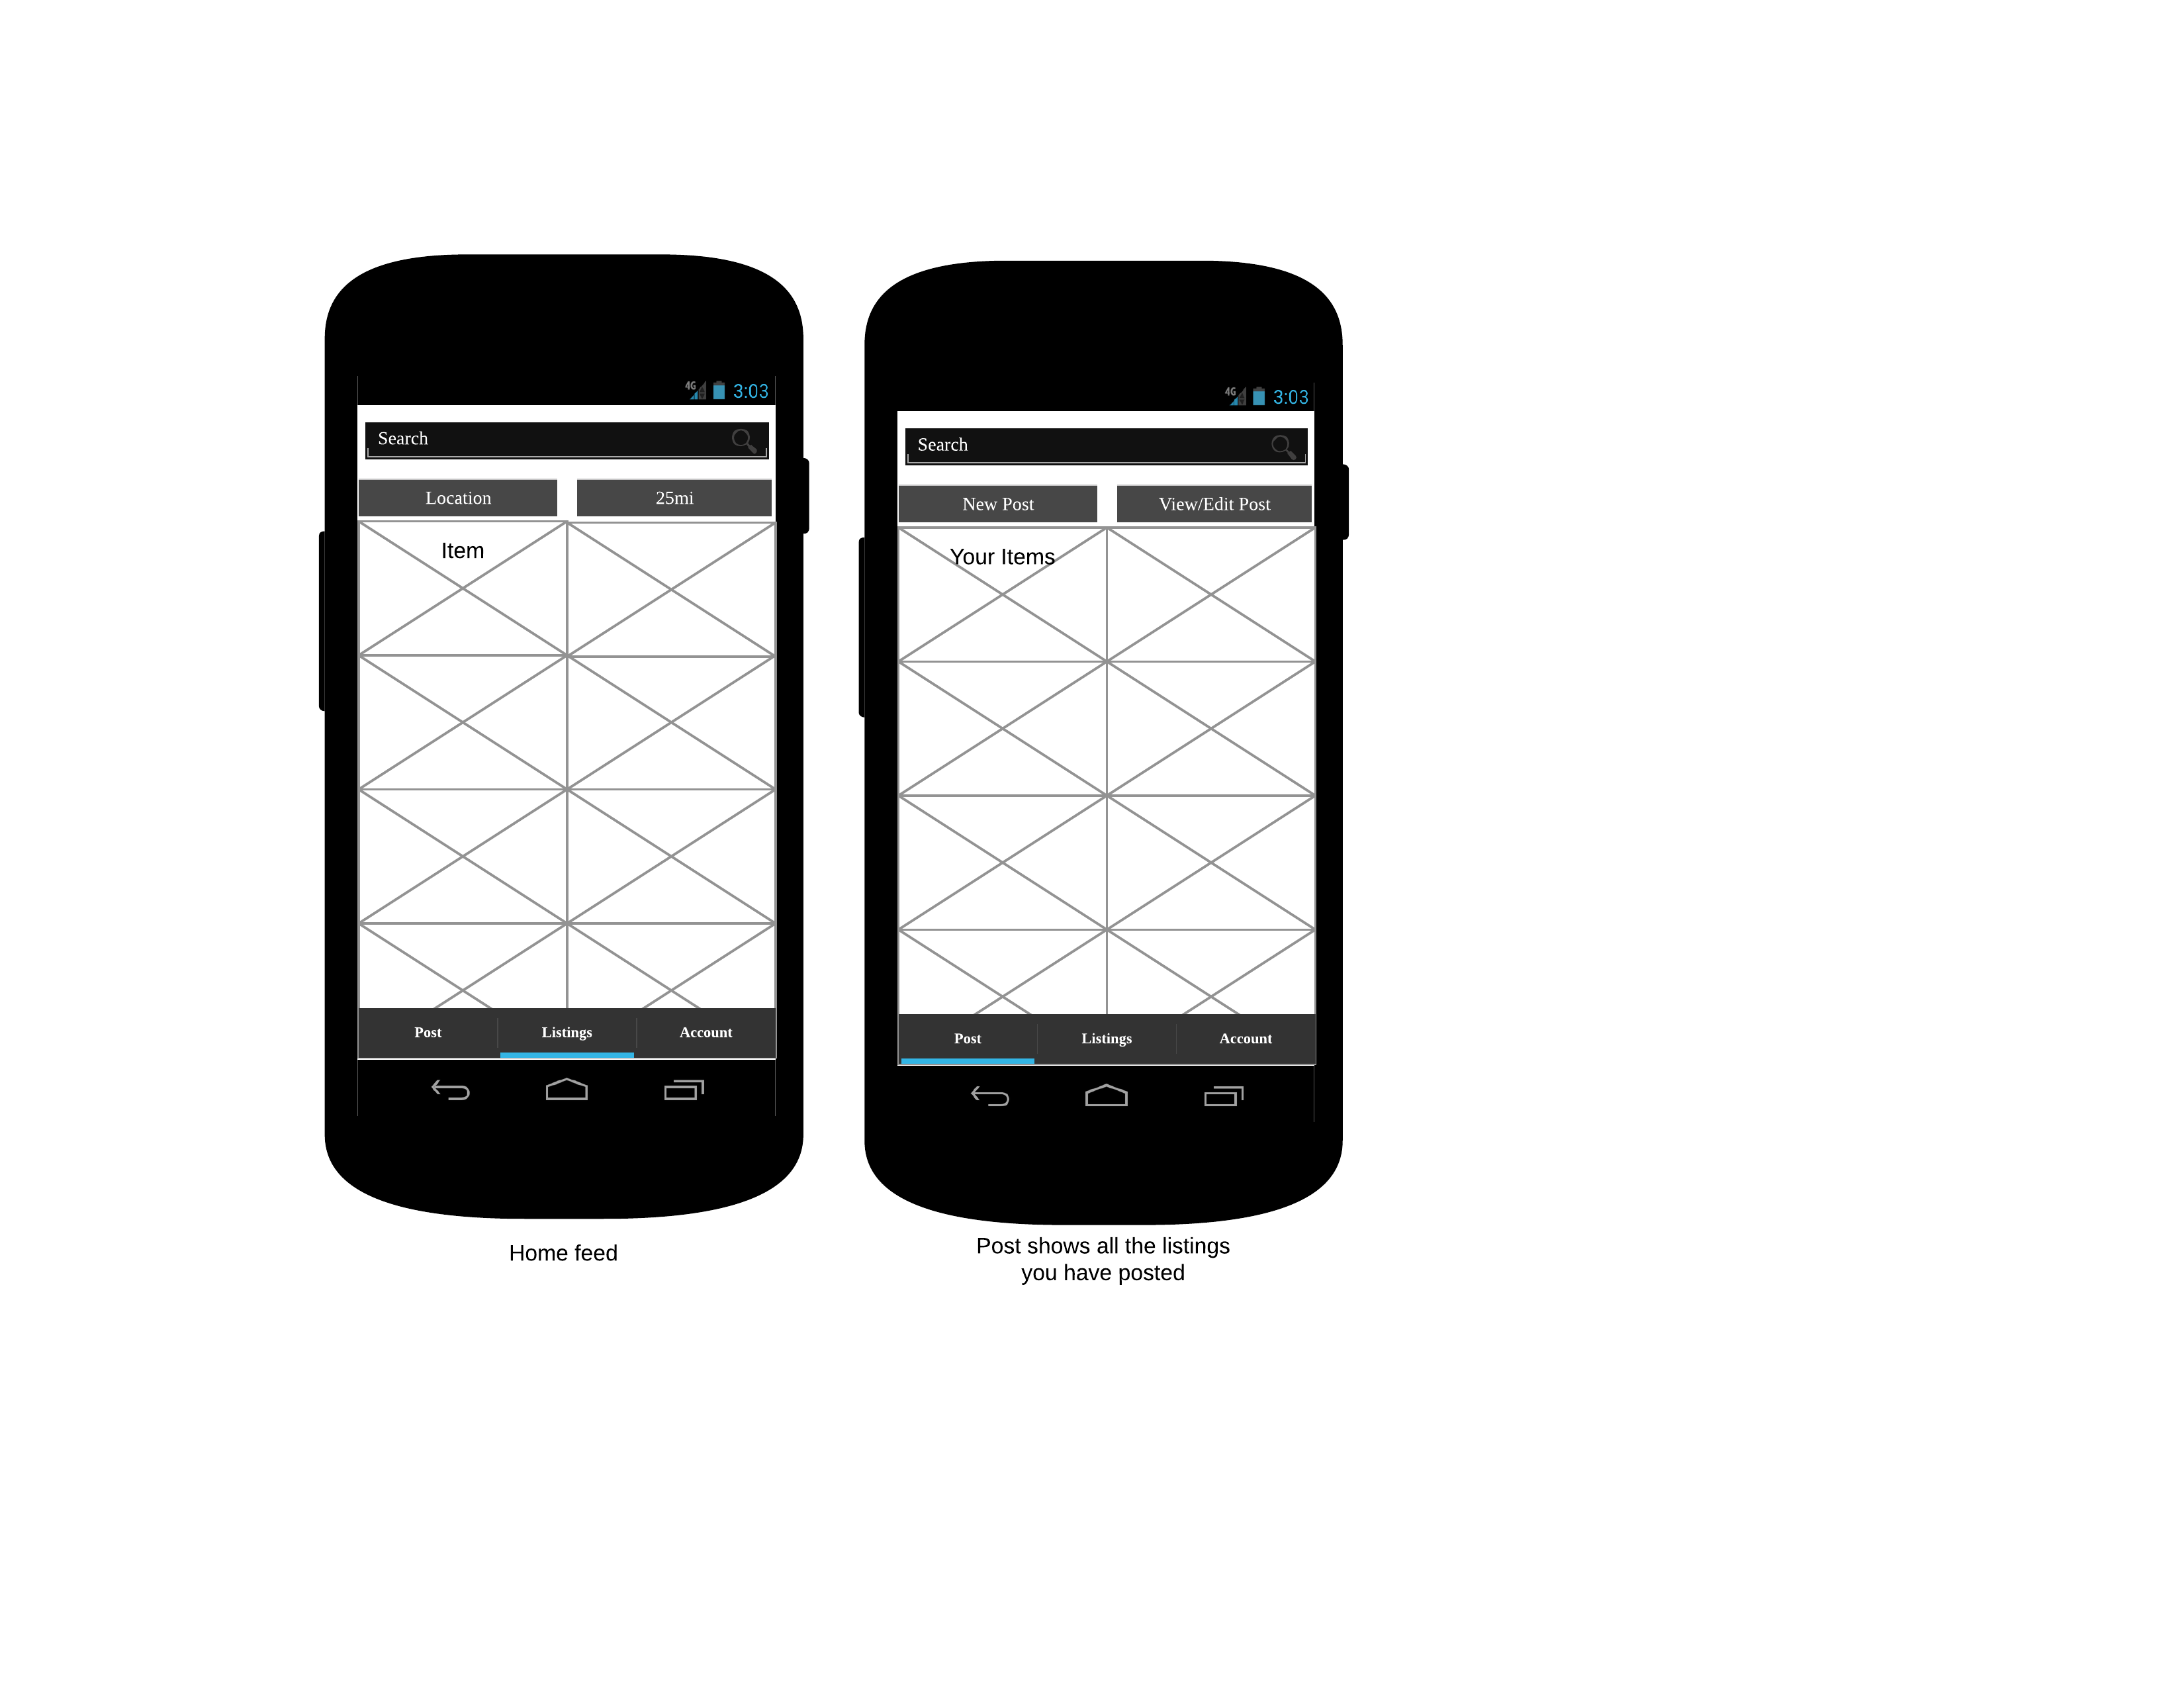 4G 3:03
Search
Location 25mi
Item
Post Listings Account
Home feed
4G 3:03
Search
New Post View/Edit Post
Your Items
Post Listings Account
Post shows all the listings
you have posted